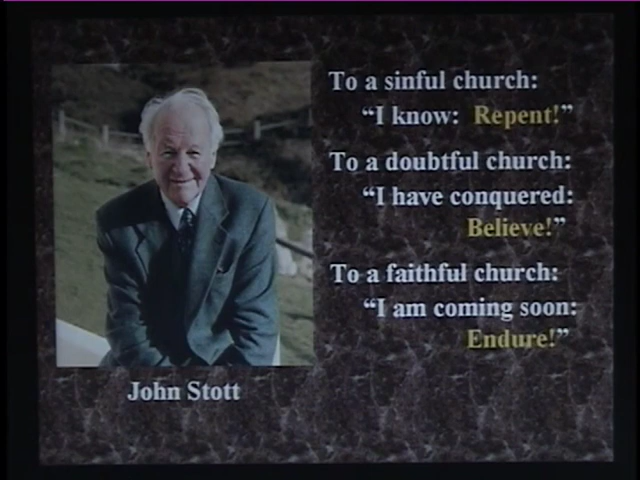 To a sinful church:
“I know: Repent!”
To a doubtful church:
“I have conquered:
Believe!”
To a faithful church:
“I am coming soon:
Endure!”
John Stott